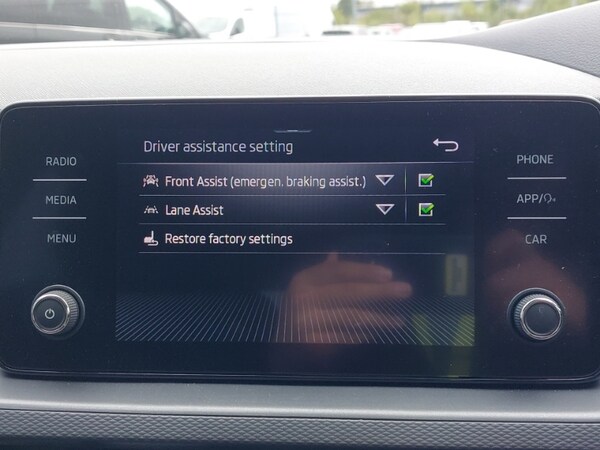 Driver assistance setting
RADIO
MEDIA
MENU
Front Assist (emergen. braking assist.)
Lane Assist
Restore factory settings
PHONE
APP/
CAR